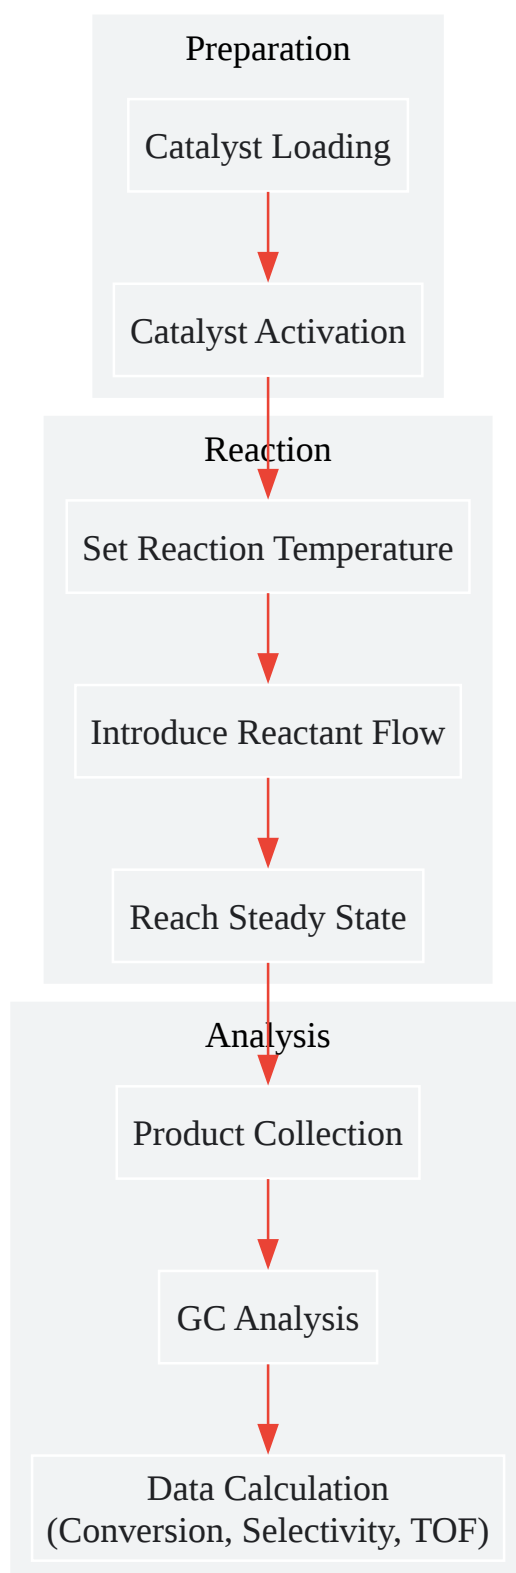 Preparation
Catalyst Loading
Catalyst Activation
Reaction
Set Reaction Temperature
Introduce Reactant Flow
Reach Steady State
Analysis
Product Collection
GC Analysis
Data Calculation
(Conversion, Selectivity, TOF)